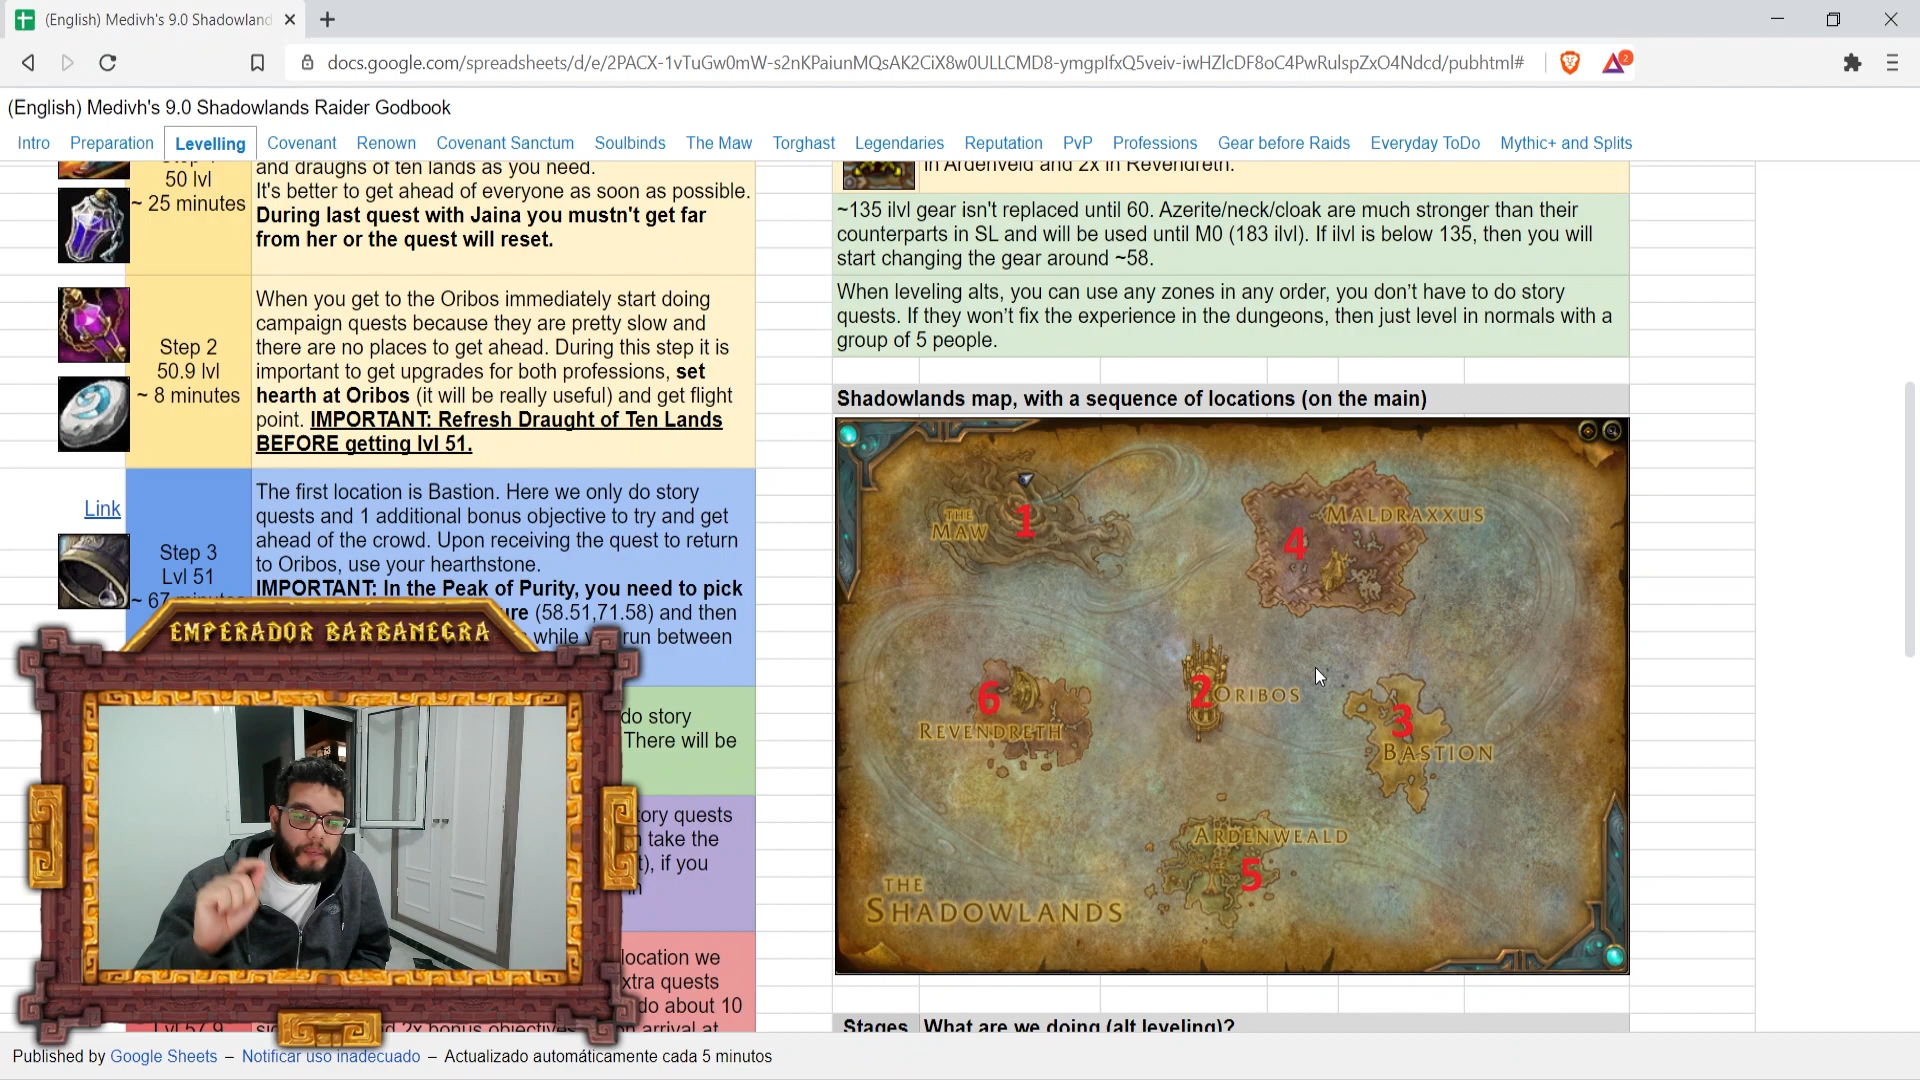 (English) Medivh's 9.0 Shadowland
docs.google.com/spreadsheets/d/e/2PACX-1vTuGw0mW-s2nKPaiunMQsAK2CiX8w0ULLCMD8-ymgpIfxQ5veiv-iwHZlcDF8oC4PwRulspZxO4Ndcd/pubhtml#
2
(English) Medivh's 9.0 Shadowlands Raider Godbook
Intro Preparation Levelling Covenant Renown Covenant Sanctum Soulbinds The Maw Torghast Legendaries Reputation PvP Professions Gear before Raids Everyday ToDo Mythic+ and Splits
50 lvl
~ 25 minutes
and draughs of ten lands as you need.
It's better to get ahead of everyone as soon as possible.
During last quest with Jaina you mustn't get far
from her or the quest will reset.
Step 2
50.9 lvl
~ 8 minutes
When you get to the Oribos immediately start doing
campaign quests because they are pretty slow and
there are no places to get ahead. During this step it is
important to get upgrades for both professions, set
hearth at Oribos (it will be really useful) and get flight
point. IMPORTANT: Refresh Draught of Ten Lands
BEFORE getting lvl 51.
Link
Step 3
Lvl 51
~ 67 minutes
The first location is Bastion. Here we only do story
quests and 1 additional bonus objective to try and get
ahead of the crowd. Upon receiving the quest to return
to Oribos, use your hearthstone.
IMPORTANT: In the Peak of Purity, you need to pick
ure (58.51,71.58) and then
while run between
do story
There will be
ory quests
take the
t), if you
location we
xtra quests
do about 10
Lvl 57.9
2x bonus objectives arrival at
EMPERADOR BARBANEGRA
in Ardenveld and 2x in Revendreth.
~135 ilvl gear isn't replaced until 60. Azerite/neck/cloak are much stronger than their
counterparts in SL and will be used until M0 (183 ilvl). If ilvl is below 135, then you will
start changing the gear around ~58.
When leveling alts, you can use any zones in any order, you don't have to do story
quests. If they won't fix the experience in the dungeons, then just level in normals with a
group of 5 people.
Shadowlands map, with a sequence of locations (on the main)
THE
MAW
1
4
MALDRAXXUS
6
REVENDRETH
2
ORIBOS
3
BASTION
ARDENWEALD
5
THE
SHADOWLANDS
Stages What are we doing (alt leveling)?
Published by Google Sheets – Notificar uso inadecuado – Actualizado automáticamente cada 5 minutos